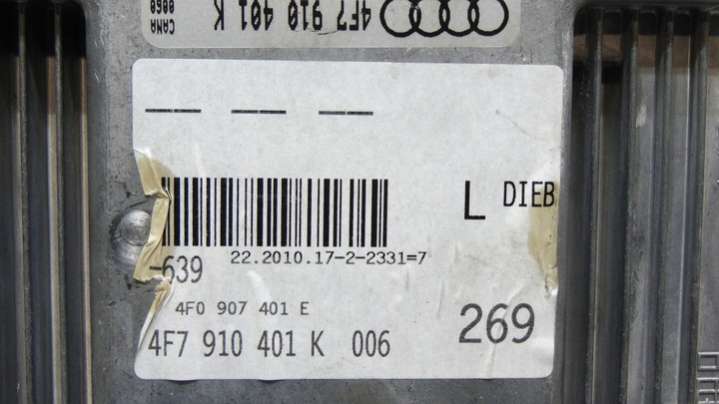 4F7 910 401 K
CAMA
0060
L DIEB
22.2010.17-2-2331=7
-639
4F0 907 401 E
4F7 910 401 K 006
269